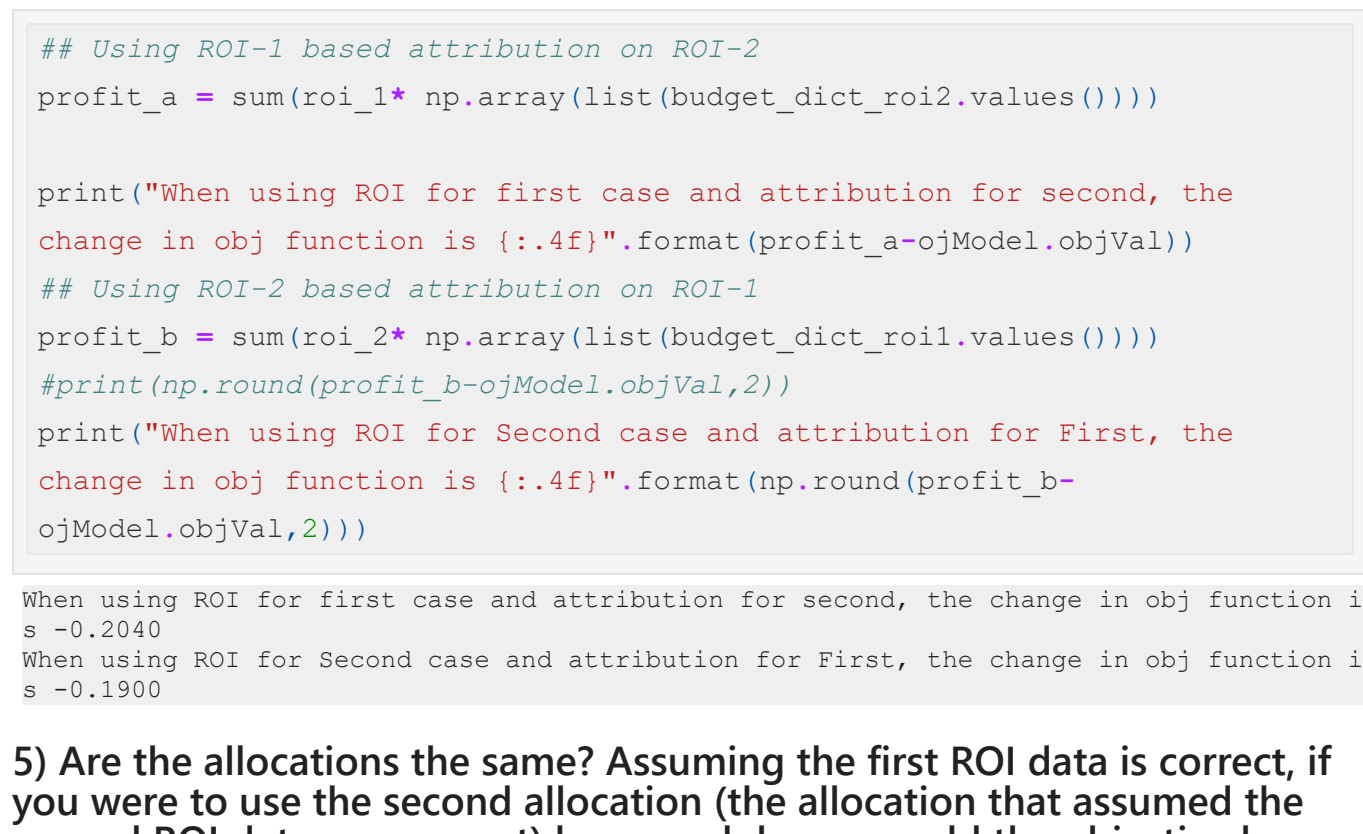 ## Using ROI-1 based attribution on ROI-2
profit_a = sum(roi_1* np.array(list(budget_dict_roi2.values())))
print("When using ROI for first case and attribution for second, the
change in obj function is {:.4f}".format(profit_a-ojModel.objVal))
## Using ROI-2 based attribution on ROI-1
profit_b = sum(roi_2* np.array(list(budget_dict_roi1.values())))
#print(np.round(profit_b-ojModel.objVal,2))
print("When using ROI for Second case and attribution for First, the
change in obj function is {:.4f}".format(np.round(profit_b-
ojModel.objVal,2)))
When using ROI for first case and attribution for second, the change in obj function i
s -0.2040
When using ROI for Second case and attribution for First, the change in obj function i
s -0.1900
5) Are the allocations the same? Assuming the first ROI data is correct, if
you were to use the second allocation (the allocation that assumed the